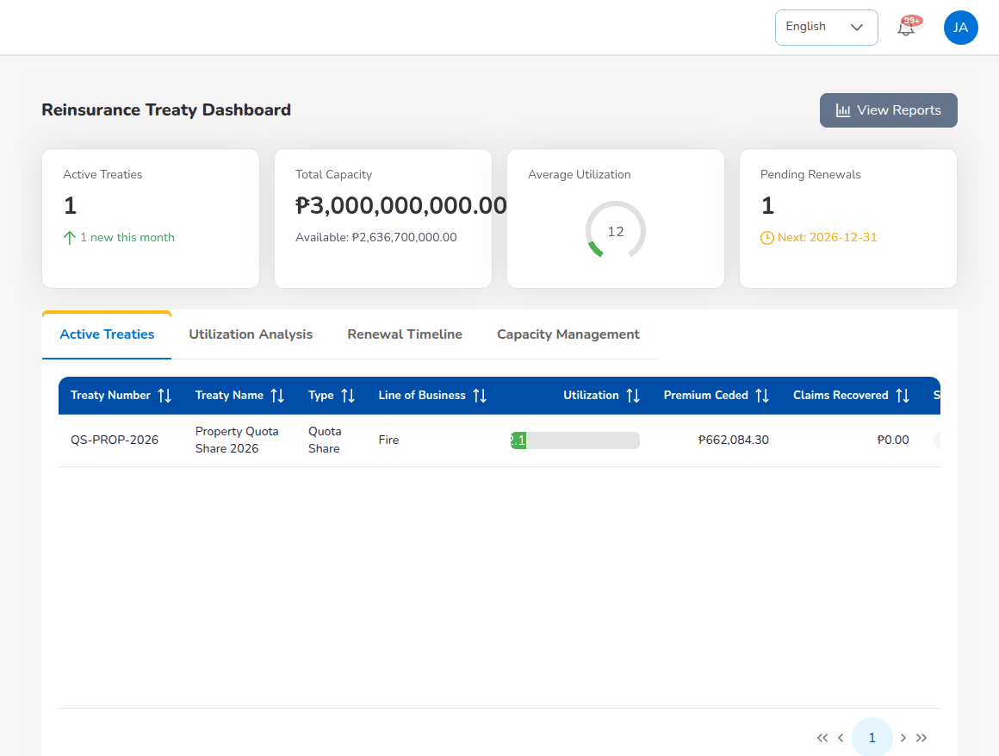 English
99+
JA
Reinsurance Treaty Dashboard
View Reports
Active Treaties
1
1 new this month
Total Capacity
₱3,000,000,000.00
Available: ₱2,636,700,000.00
Average Utilization
12
Pending Renewals
1
Next: 2026-12-31
Active Treaties
Utilization Analysis
Renewal Timeline
Capacity Management
Treaty Number
Treaty Name
Type
Line of Business
Utilization
Premium Ceded
Claims Recovered
QS-PROP-2026
Property Quota
Share 2026
Quota
Share
Fire
₱662,084.30
₱0.00
1